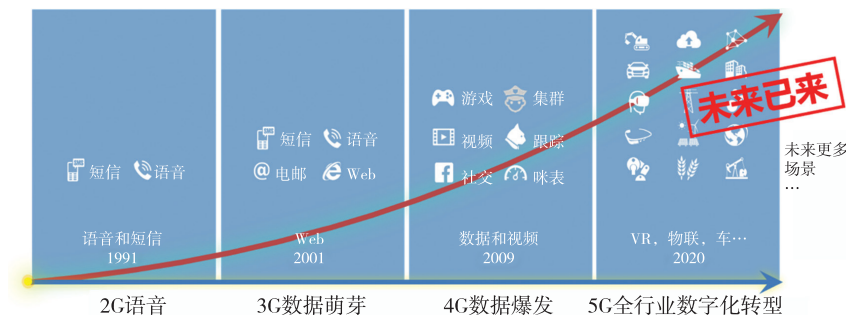 短信 语音
语音和短信
1991
2G语音
短信 语音
@ 电邮 Web
Web
2001
3G数据萌芽
游戏 集群
视频 跟踪
社交 咪表
数据和视频
2009
4G数据爆发
未来已来
VR，物联，车…
2020
5G全行业数字化转型
未来更多
场景
…